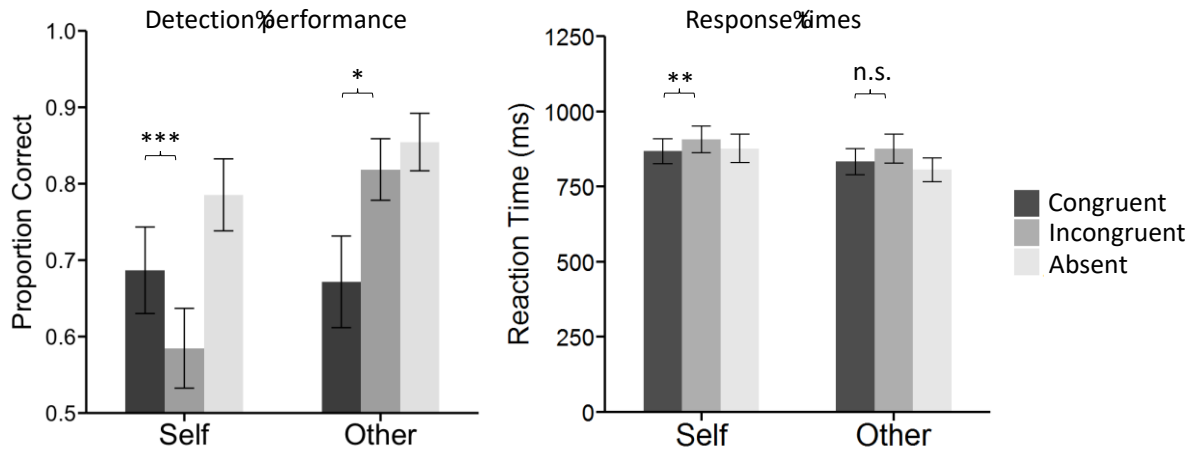 Detection%performance
1.0
0.9
0.8
0.7
0.6
0.5
Proportion Correct
***
*
Self
Other
Response%times
1250
1000
750
500
250
0
Reaction Time (ms)
**
n.s.
Self
Other
Congruent
Incongruent
Absent